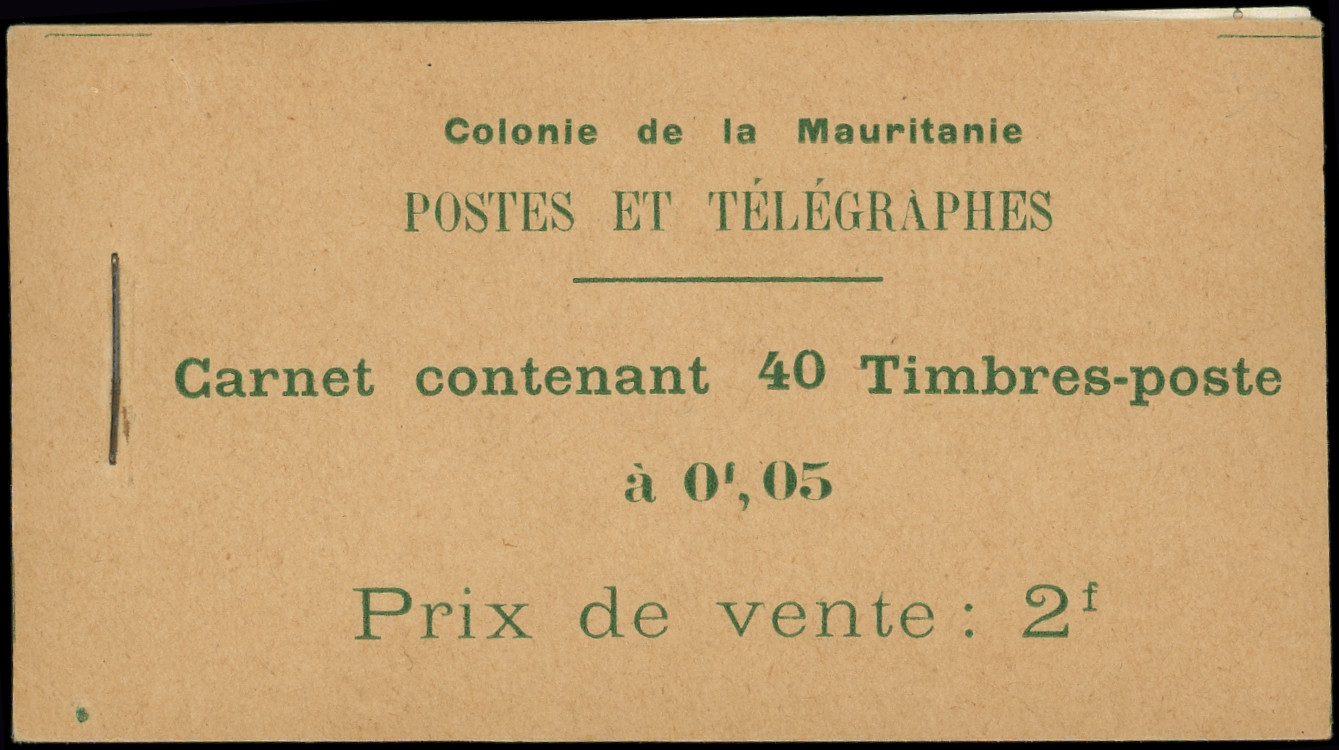 Colonie de la Mauritanie
POSTES ET TÉLÉGRAPHES
Carnet contenant 40 Timbres-poste
à 0ᶠ,05
Prix de vente : 2ᶠ